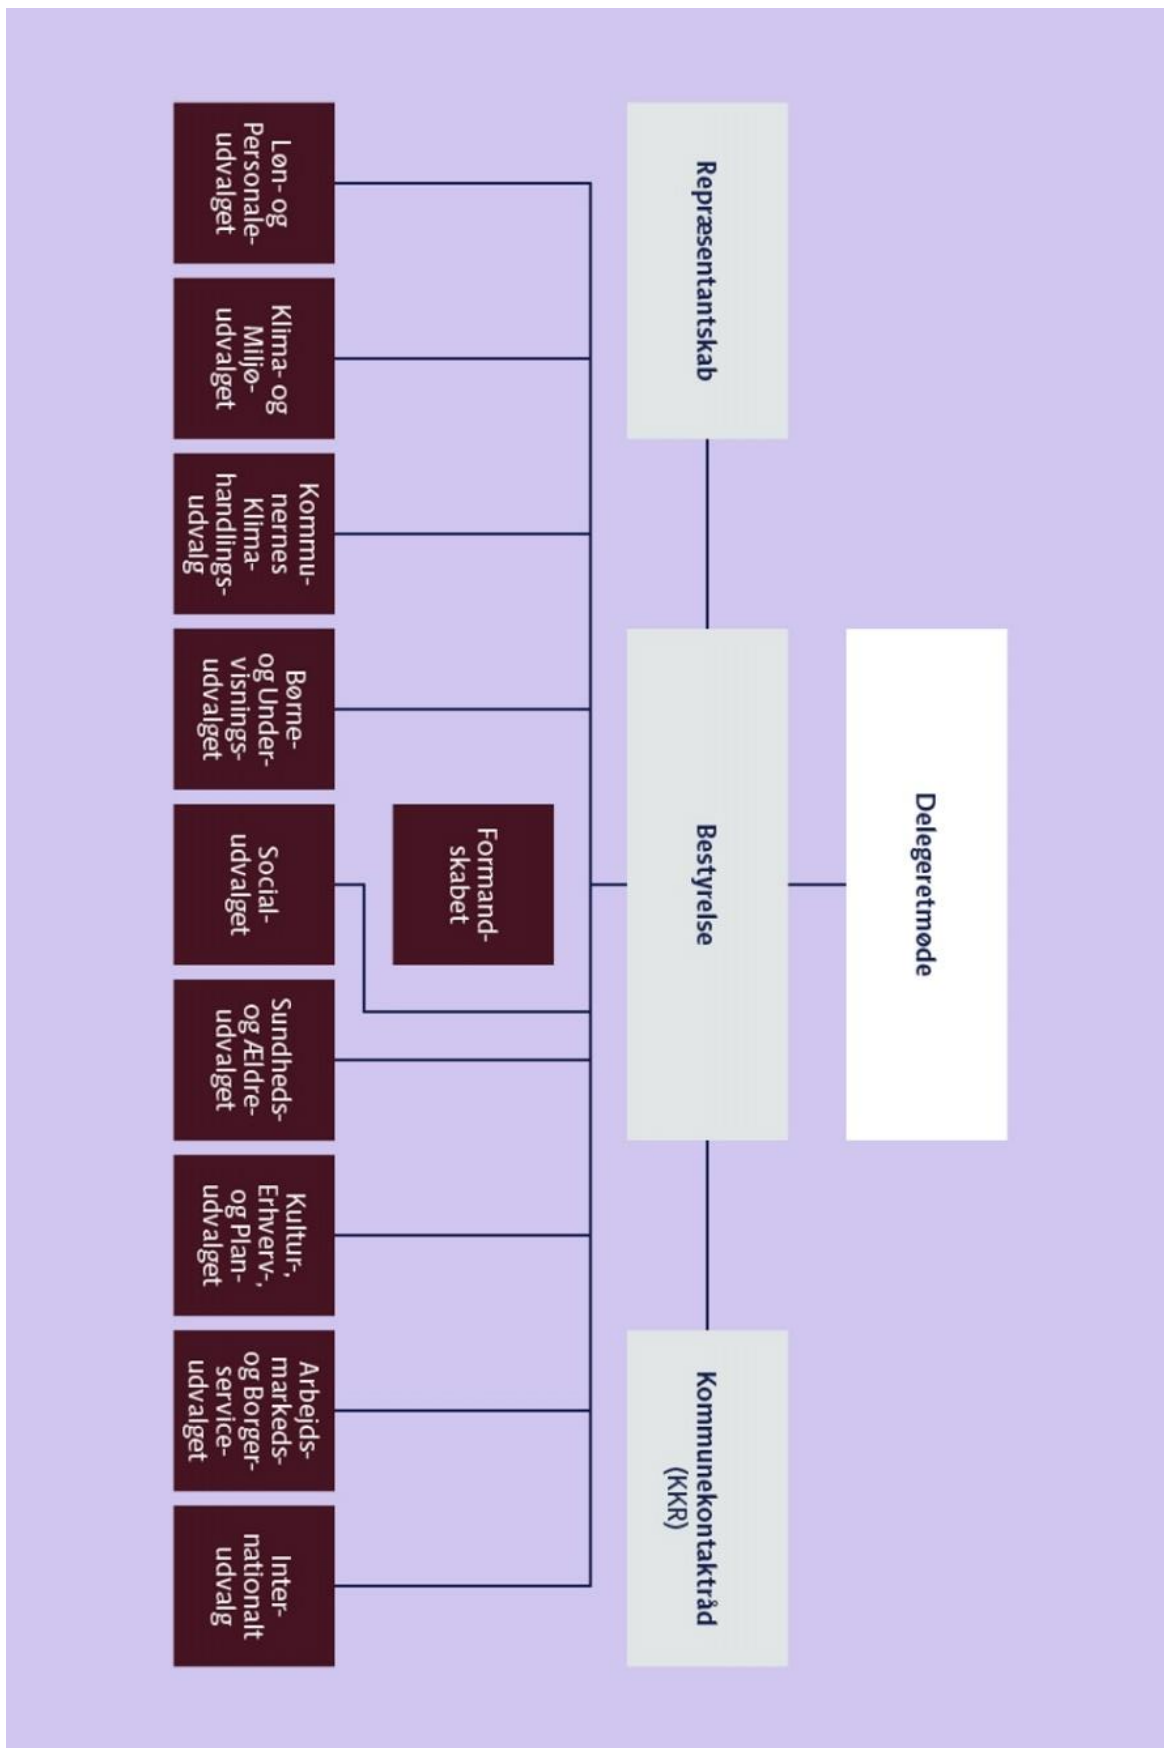 Delegeretmøde
Repræsentantskab
Bestyrelse
Kommunekontaktråd
(KKR)
Formand-
skabet
Løn- og
Personale-
udvalget
Klima- og
Miljø-
udvalget
Kommu-
nernes
Klima-
handlings-
udvalg
Børne-
og Under-
visnings-
udvalget
Social-
udvalget
Sundheds-
og Ældre-
udvalget
Kultur-,
Erhverv-,
og Plan-
udvalget
Arbejds-
markeds-
og Borger-
service-
udvalget
Inter-
nationalt
udvalg